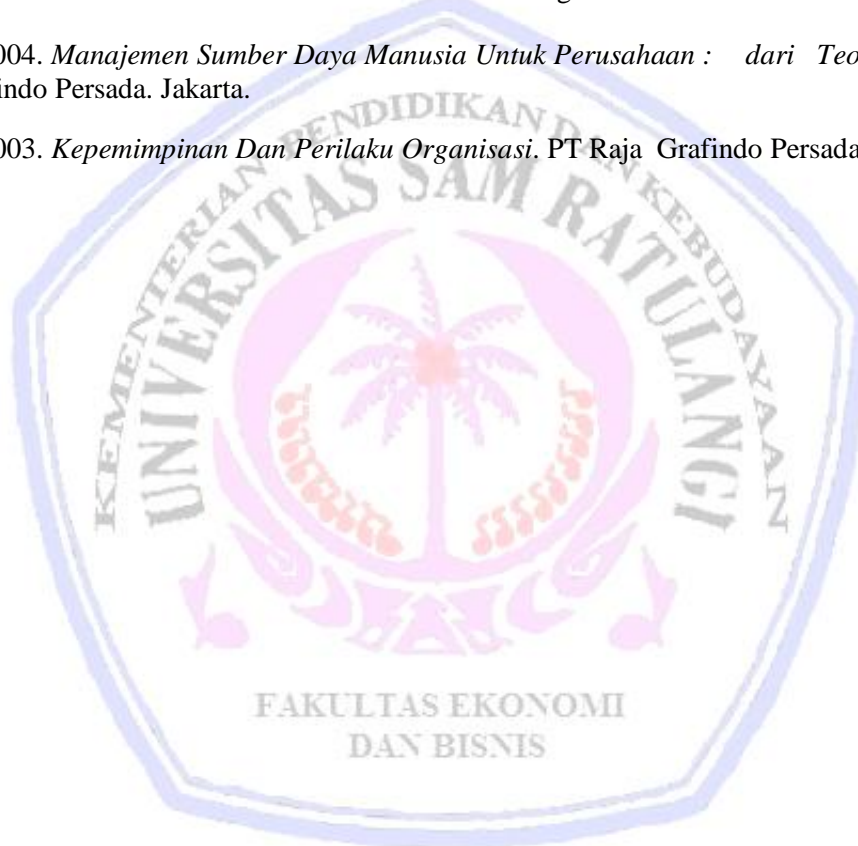 004. Manajemen Sumber Daya Manusia Untuk Perusahaan : dari Teo
indo Persada. Jakarta.
003. Kepemimpinan Dan Perilaku Organisasi. PT Raja Grafindo Persada
KEMENTERIAN PENDIDIKAN DAN KEBUDAYAAN
UNIVERSITAS SAM RATULANGI
FAKULTAS EKONOMI
DAN BISNIS